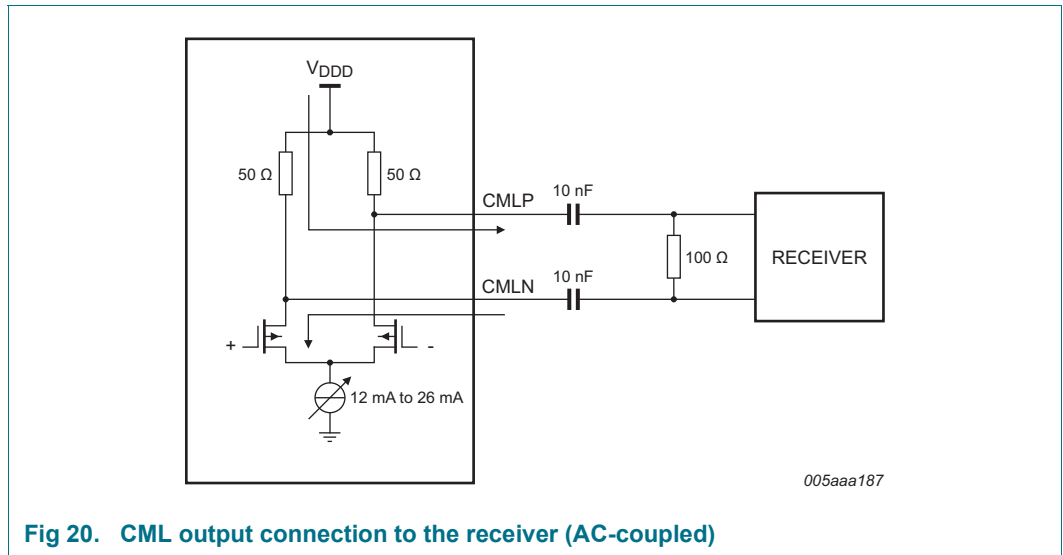 VDDD
50 Ω
50 Ω
CMLP
10 nF
100 Ω
RECEIVER
CMLN
10 nF
+
-
12 mA to 26 mA
005aaa187
Fig 20. CML output connection to the receiver (AC-coupled)